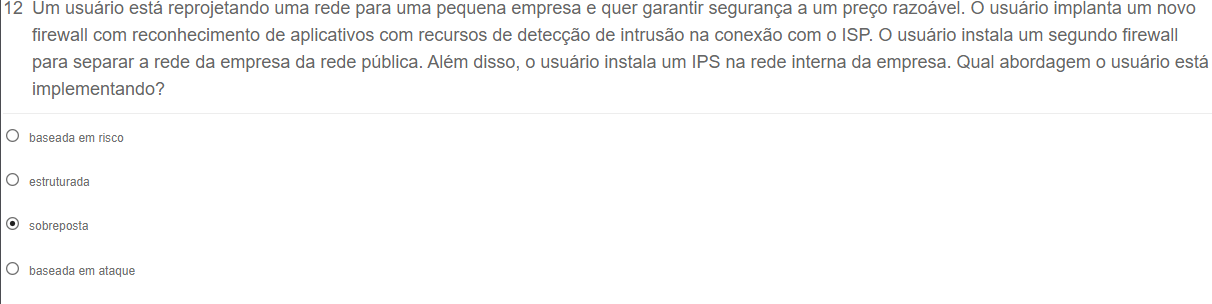 12 Um usuário está reprojetando uma rede para uma pequena empresa e quer garantir segurança a um preço razoável. O usuário implanta um novo
firewall com reconhecimento de aplicativos com recursos de detecção de intrusão na conexão com o ISP. O usuário instala um segundo firewall
para separar a rede da empresa da rede pública. Além disso, o usuário instala um IPS na rede interna da empresa. Qual abordagem o usuário está
implementando?
baseada em risco
estruturada
sobreposta
baseada em ataque